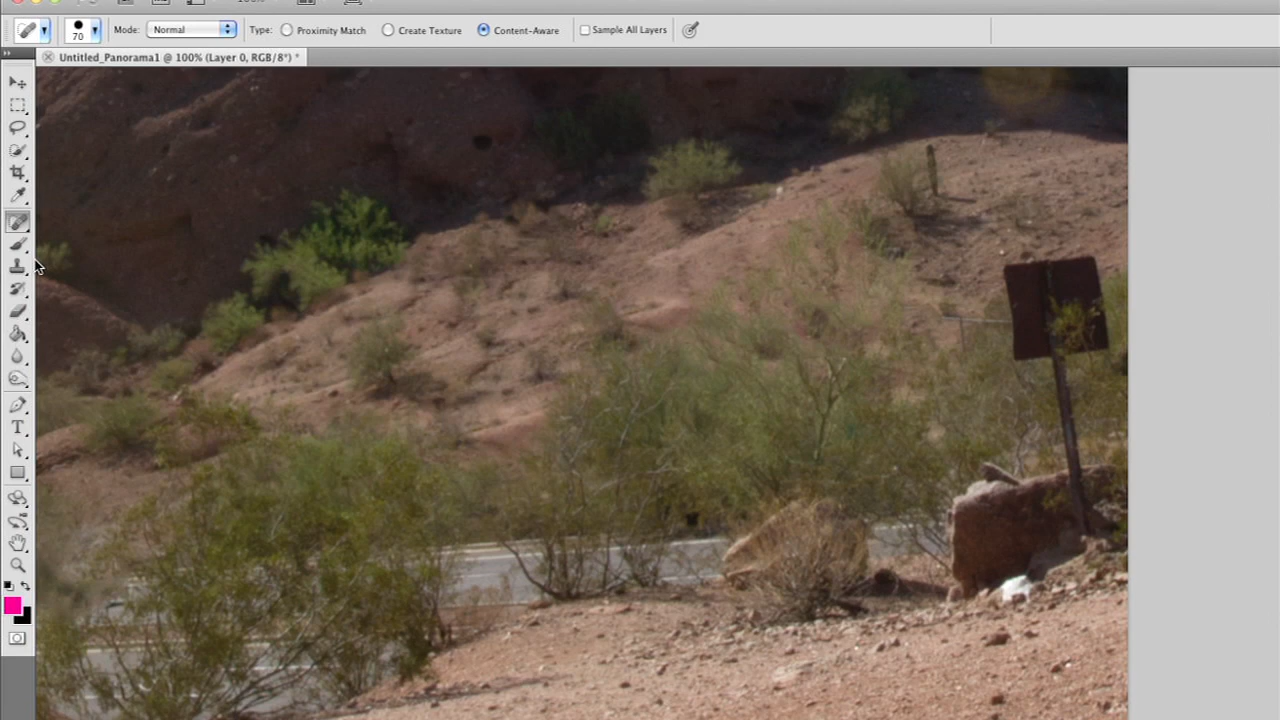 Mode: Normal Type: Proximity Match Create Texture Content-Aware Sample All Layers
70
Untitled_Panorama1 @ 100% (Layer 0, RGB/8*) *
T